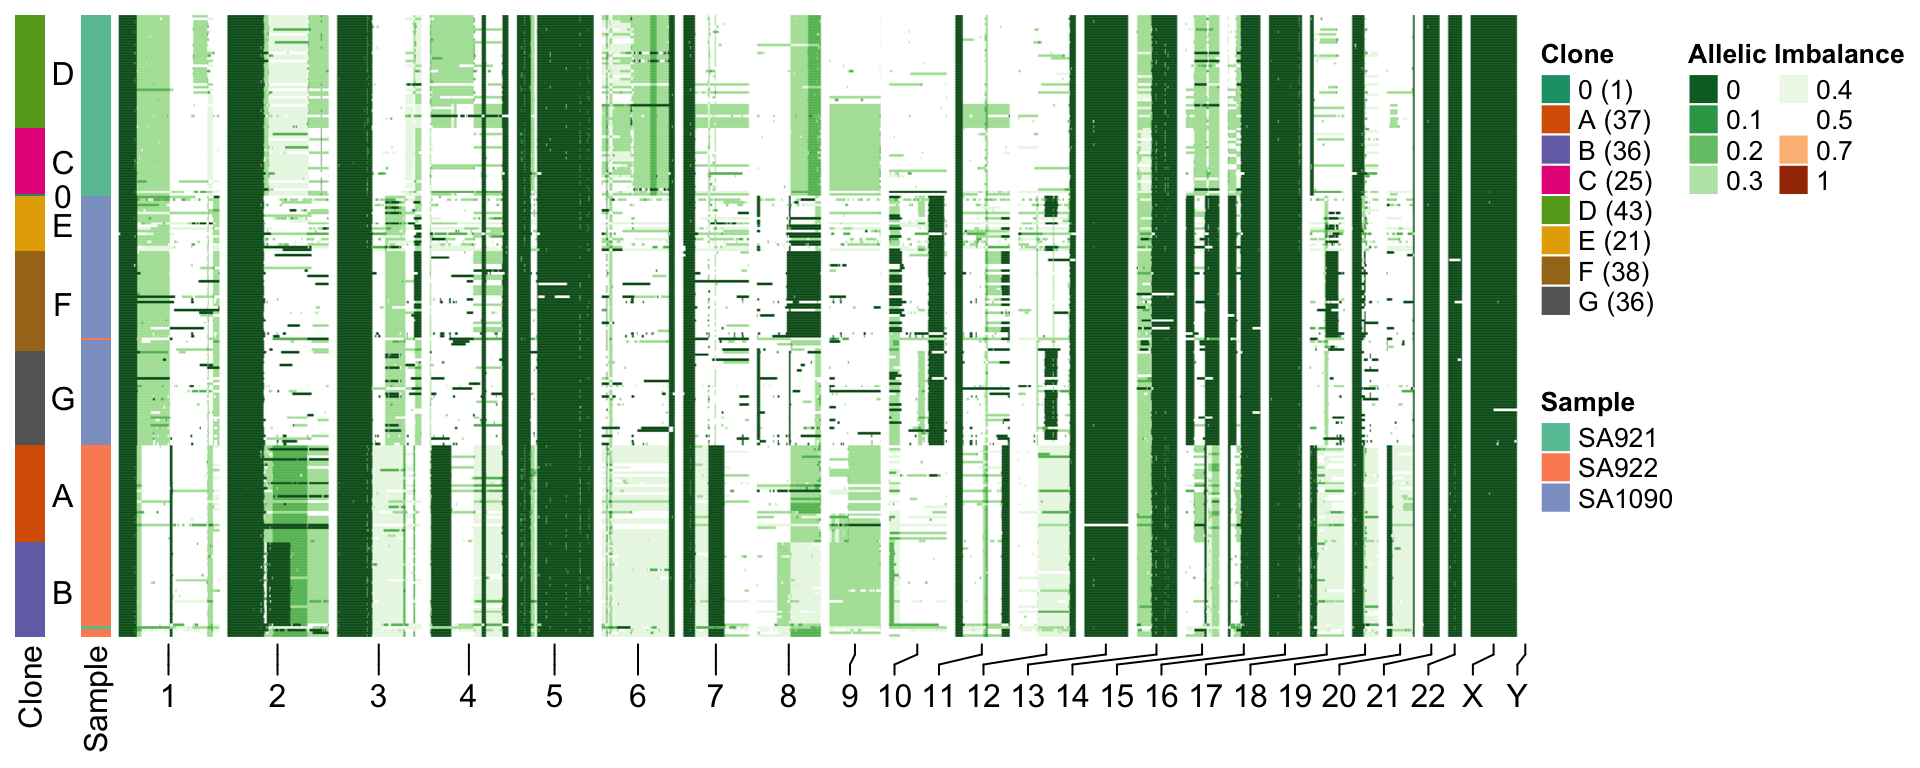 D
C
0
E
F
G
A
B
Clone
Sample
1 2 3 4 5 6 7 8 9 10 11 12 13 14 15 16 17 18 19 20 21 22 X Y
Clone
0 (1)
A (37)
B (36)
C (25)
D (43)
E (21)
F (38)
G (36)
Allelic Imbalance
0
0.1
0.2
0.3
0.4
0.5
0.7
1
Sample
SA921
SA922
SA1090